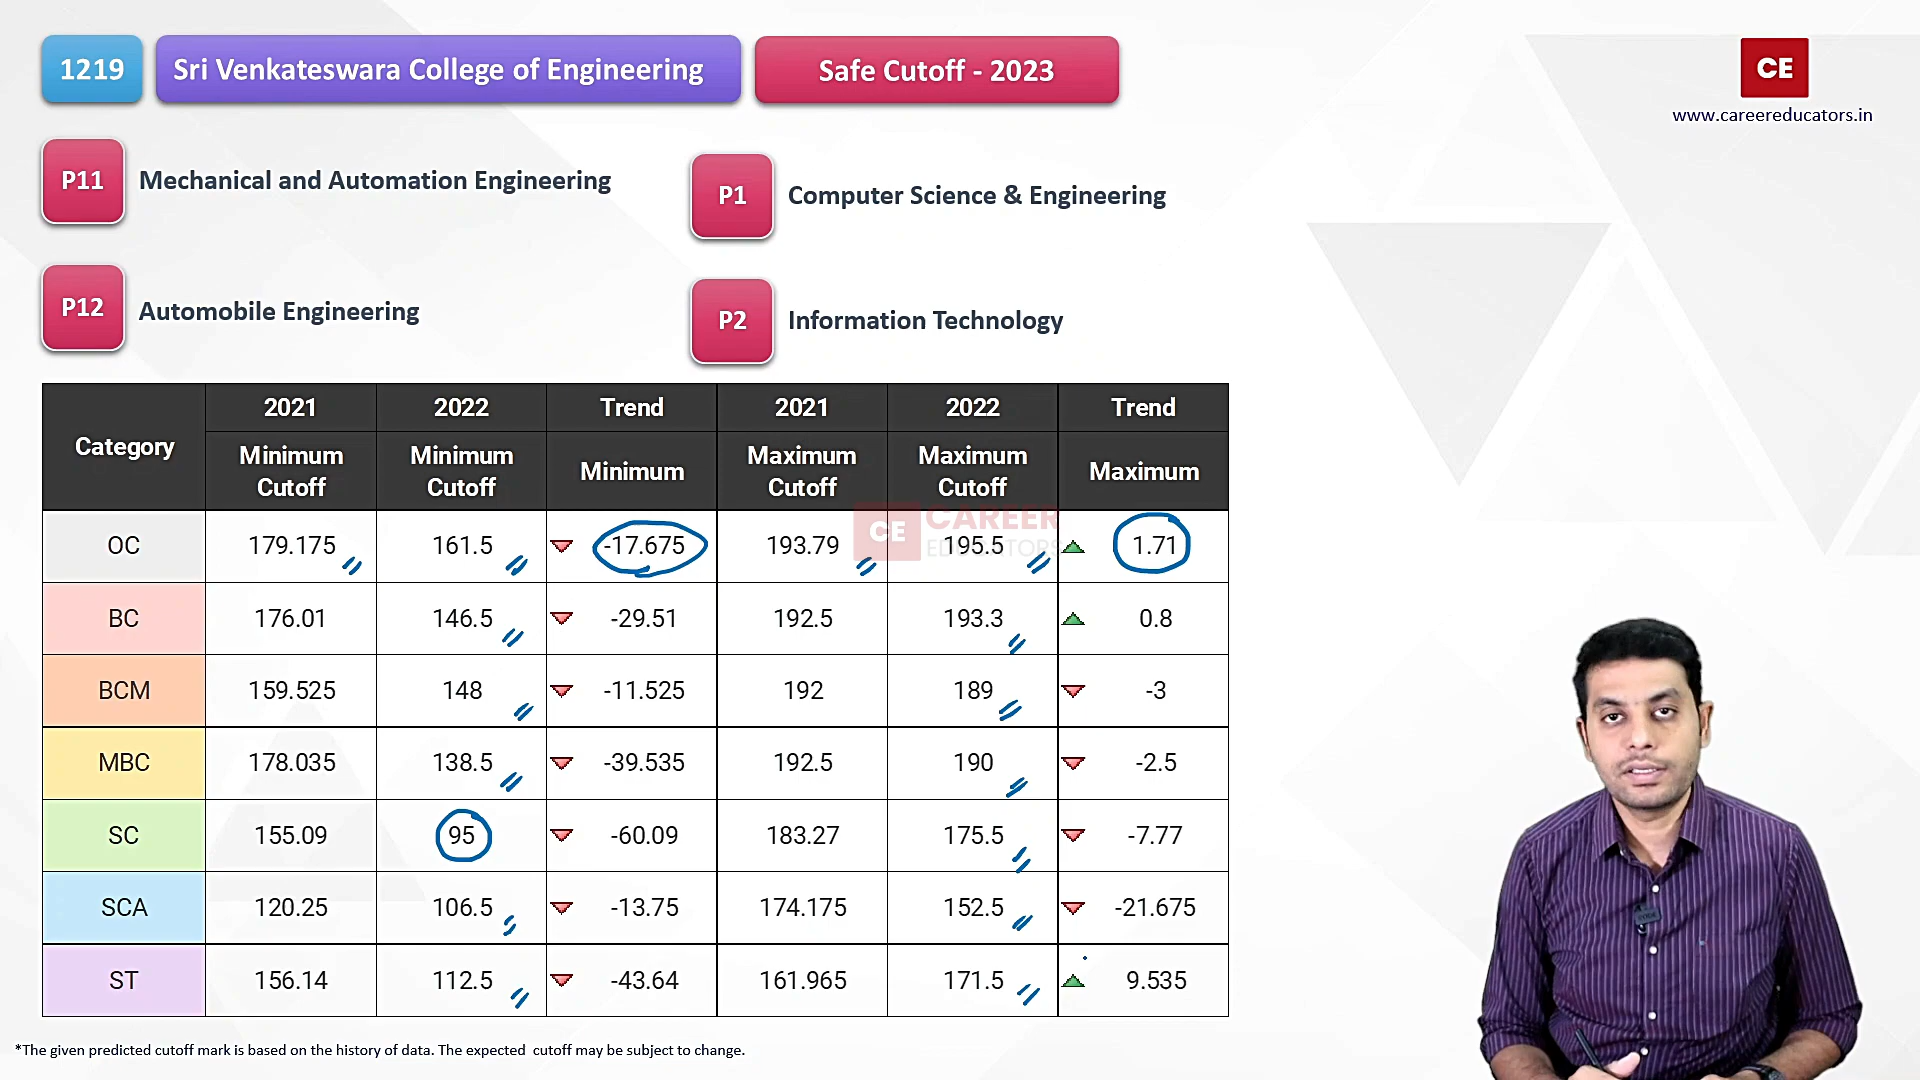 1219 Sri Venkateswara College of Engineering Safe Cutoff - 2023
CE
www.careereducators.in
P11 Mechanical and Automation Engineering
P1 Computer Science & Engineering
P12 Automobile Engineering
P2 Information Technology
Category 2021 2022 Trend 2021 2022 Trend
Minimum Cutoff Minimum Cutoff Minimum Maximum Cutoff Maximum Cutoff Maximum
CE CAREER EDUCATORS
OC 179.175 161.5 -17.675 193.79 195.5 1.71
BC 176.01 146.5 -29.51 192.5 193.3 0.8
BCM 159.525 148 -11.525 192 189 -3
MBC 178.035 138.5 -39.535 192.5 190 -2.5
SC 155.09 95 -60.09 183.27 175.5 -7.77
SCA 120.25 106.5 -13.75 174.175 152.5 -21.675
ST 156.14 112.5 -43.64 161.965 171.5 9.535
*The given predicted cutoff mark is based on the history of data. The expected cutoff may be subject to change.